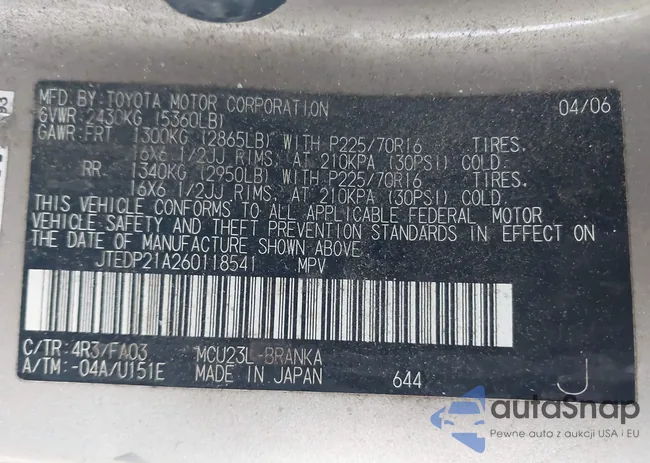 MFD. BY: TOYOTA MOTOR CORPORATION 04/06
GVWR: 2430KG (5360LB)
GAWR: FRT 1300KG (2865LB) WITH P225/70R16 TIRES.
16X6 1/2JJ RIMS, AT 210KPA (30PSI) COLD.
RR. 1340KG (2950LB) WITH P225/70R16 TIRES.
16X6 1/2JJ RIMS, AT 210KPA (30PSI) COLD.
THIS VEHICLE CONFORMS TO ALL APPLICABLE FEDERAL MOTOR
VEHICLE SAFETY AND THEFT PREVENTION STANDARDS IN EFFECT ON
THE DATE OF MANUFACTURE SHOWN ABOVE.
JTEDP21A260118541 MPV
C/TR: 4R3/FA03 MCU23L-BRANKA
A/TM: -04A/U151E MADE IN JAPAN 644 J
93
autoSnap
Pewne auta z aukcji USA i EU